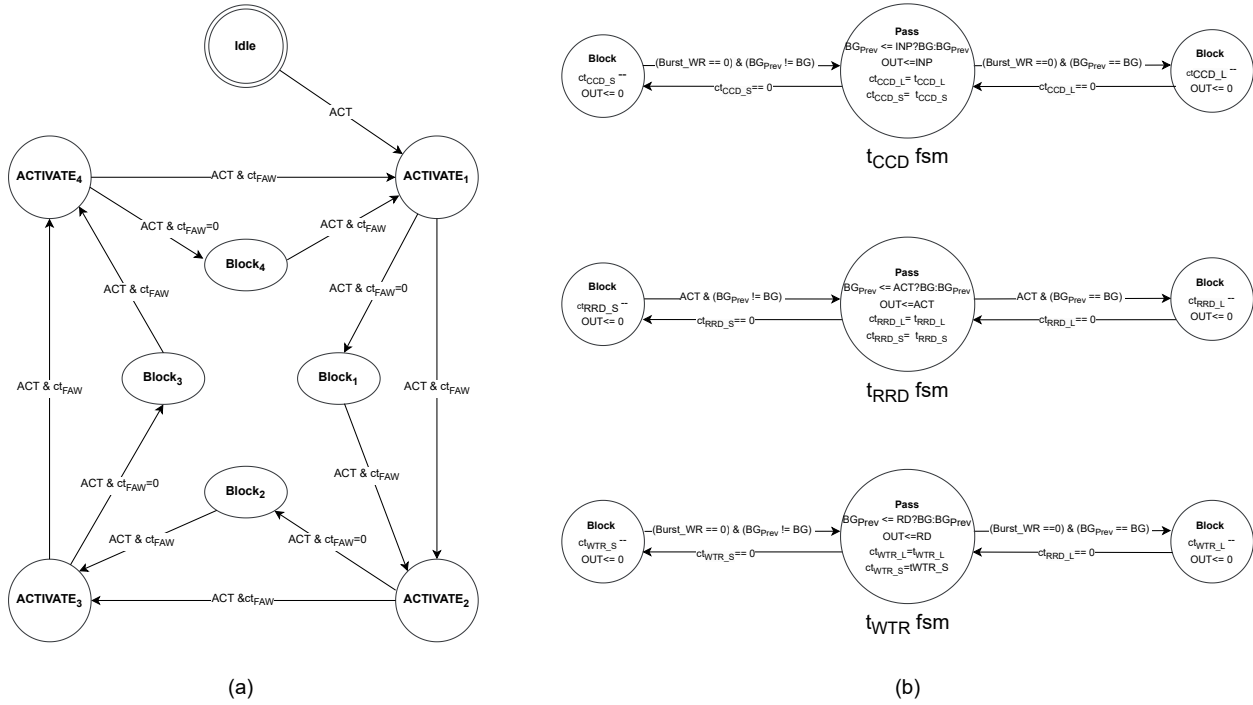 Idle
ACT
ACTIVATE4
ACT & ctFAW
ACTIVATE1
ACT & ctFAW=0
ACT & ctFAW
Block4
ACT & ctFAW
ACT & ctFAW=0
Block3
Block1
ACT & ctFAW
ACT & ctFAW
ACT & ctFAW=0
ACT & ctFAW
Block2
ACT & ctFAW
ACT & ctFAW=0
ACTIVATE3
ACT &ctFAW
ACTIVATE2
(a)
Block
ctCCD_S --
OUT<= 0
(Burst_WR == 0) & (BGPrev != BG)
ctCCD_S== 0
Pass
BGPrev <= INP?BG:BGPrev
OUT<=INP
ctCCD_L= tCCD_L
ctCCD_S= tCCD_S
(Burst_WR ==0) & (BGPrev == BG)
ctCCD_L== 0
Block
ctCCD_L --
OUT<= 0
tCCD fsm
Block
ctRRD_S --
OUT<= 0
ACT & (BGPrev != BG)
ctRRD_S== 0
Pass
BGPrev <= ACT?BG:BGPrev
OUT<=ACT
ctRRD_L= tRRD_L
ctRRD_S= tRRD_S
ACT & (BGPrev == BG)
ctRRD_L== 0
Block
ctRRD_L --
OUT<= 0
tRRD fsm
Block
ctWTR_S --
OUT<= 0
(Burst_WR == 0) & (BGPrev != BG)
ctWTR_S== 0
Pass
BGPrev <= RD?BG:BGPrev
OUT<=RD
ctWTR_L=tWTR_L
ctWTR_S=tWTR_S
(Burst_WR ==0) & (BGPrev == BG)
ctRRD_L== 0
Block
ctWTR_L --
OUT<= 0
tWTR fsm
(b)